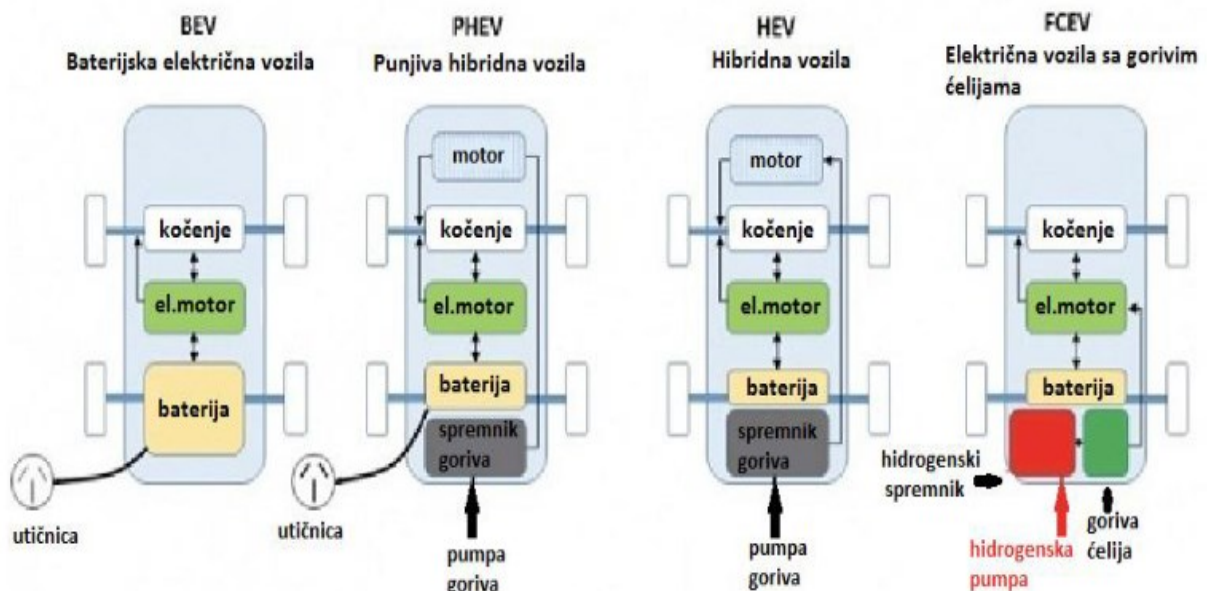 BEV
Baterijska električna vozila
kočenje
el.motor
baterija
utičnica
PHEV
Punjiva hibridna vozila
motor
kočenje
el.motor
baterija
spremnik
goriva
utičnica
pumpa
goriva
HEV
Hibridna vozila
motor
kočenje
el.motor
baterija
spremnik
goriva
pumpa
goriva
FCEV
Električna vozila sa gorivim
ćelijama
kočenje
el.motor
baterija
hidrogenski
spremnik
hidrogenska
pumpa
goriva
ćelija